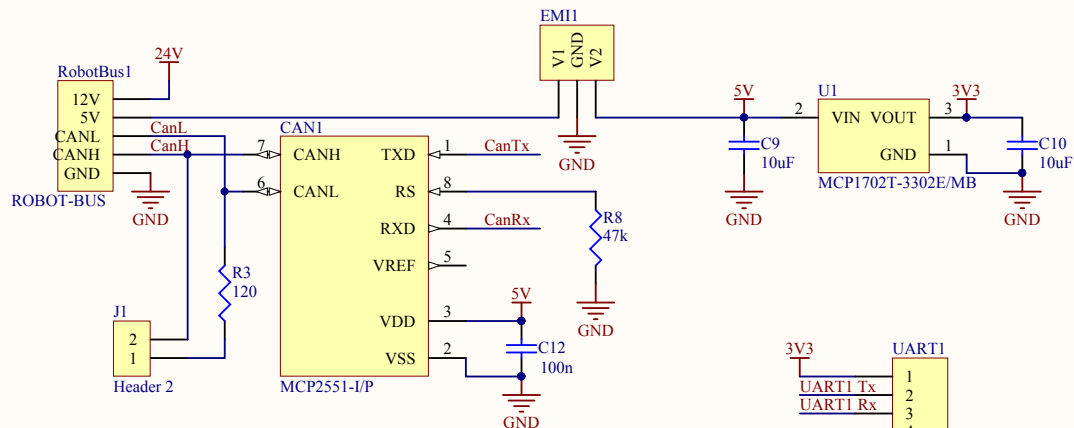 EMI1
V1 GND V2
GND
24V
RobotBus1
12V
5V
CANL CanL
CANH CanH
GND
ROBOT-BUS
GND
CAN1
7 CANH TXD 1 CanTx
6 CANL RS 8
RXD 4 CanRx
VREF 5
VDD 3
VSS 2
MCP2551-I/P
R8
47k
GND
5V
C12
100n
GND
R3
120
J1
2
1
Header 2
5V
C9
10uF
GND
U1
2 VIN VOUT 3
GND 1
MCP1702T-3302E/MB
3V3
C10
10uF
GND
3V3
UART1
1
UART1 Tx 2
UART1 Rx 3